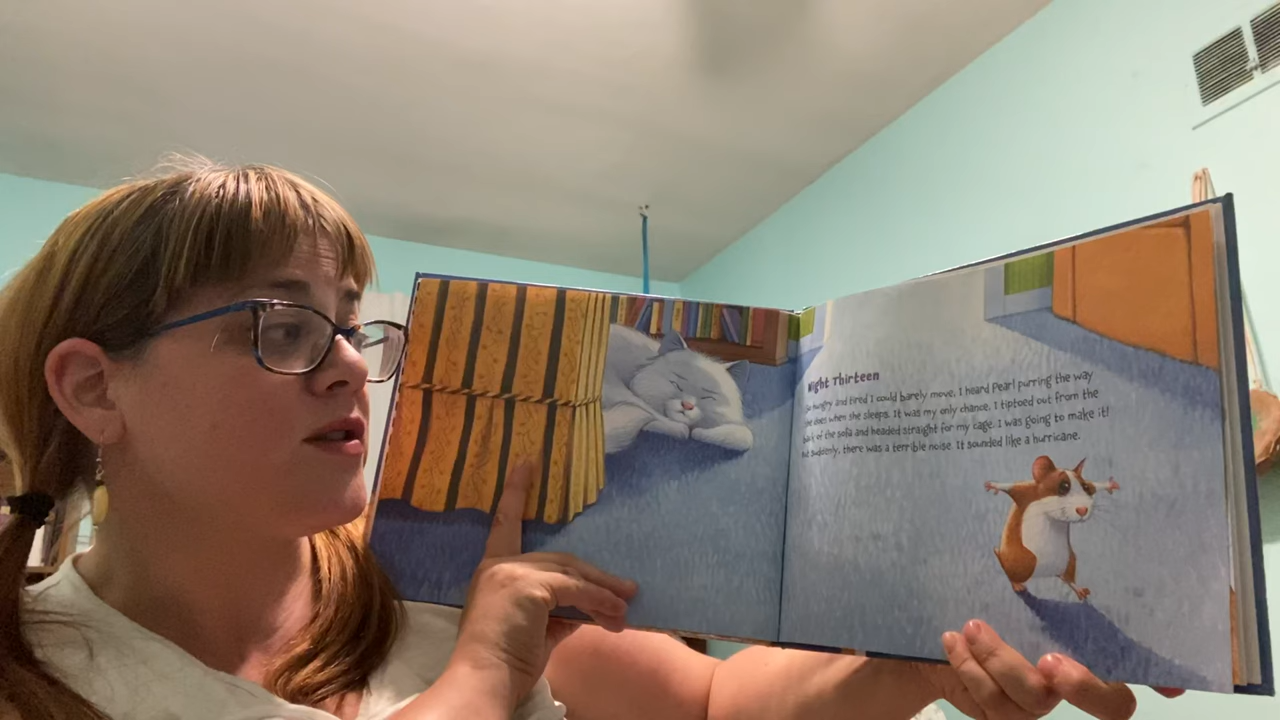 Night Thirteen
So hungry and tired I could barely move, I heard Pearl purring the way
she does when she sleeps. It was my only chance. I tiptoed out from the
back of the sofa and headed straight for my cage. I was going to make it!
But suddenly, there was a terrible noise. It sounded like a hurricane.